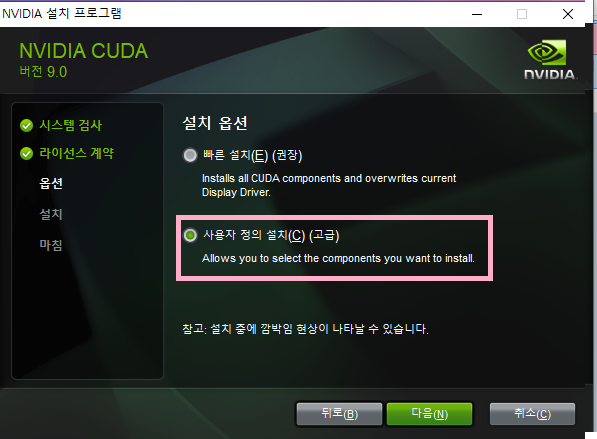 NVIDIA 설치 프로그램
NVIDIA CUDA
버전 9.0
NVIDIA.
시스템 검사
라이선스 계약
옵션
설치
마침
설치 옵션
빠른 설치(E) (권장)
Installs all CUDA components and overwrites current
Display Driver.
사용자 정의 설치(C) (고급)
Allows you to select the components you want to install.
참고: 설치 중에 깜박임 현상이 나타날 수 있습니다.
뒤로(B)
다음(N)
취소(C)